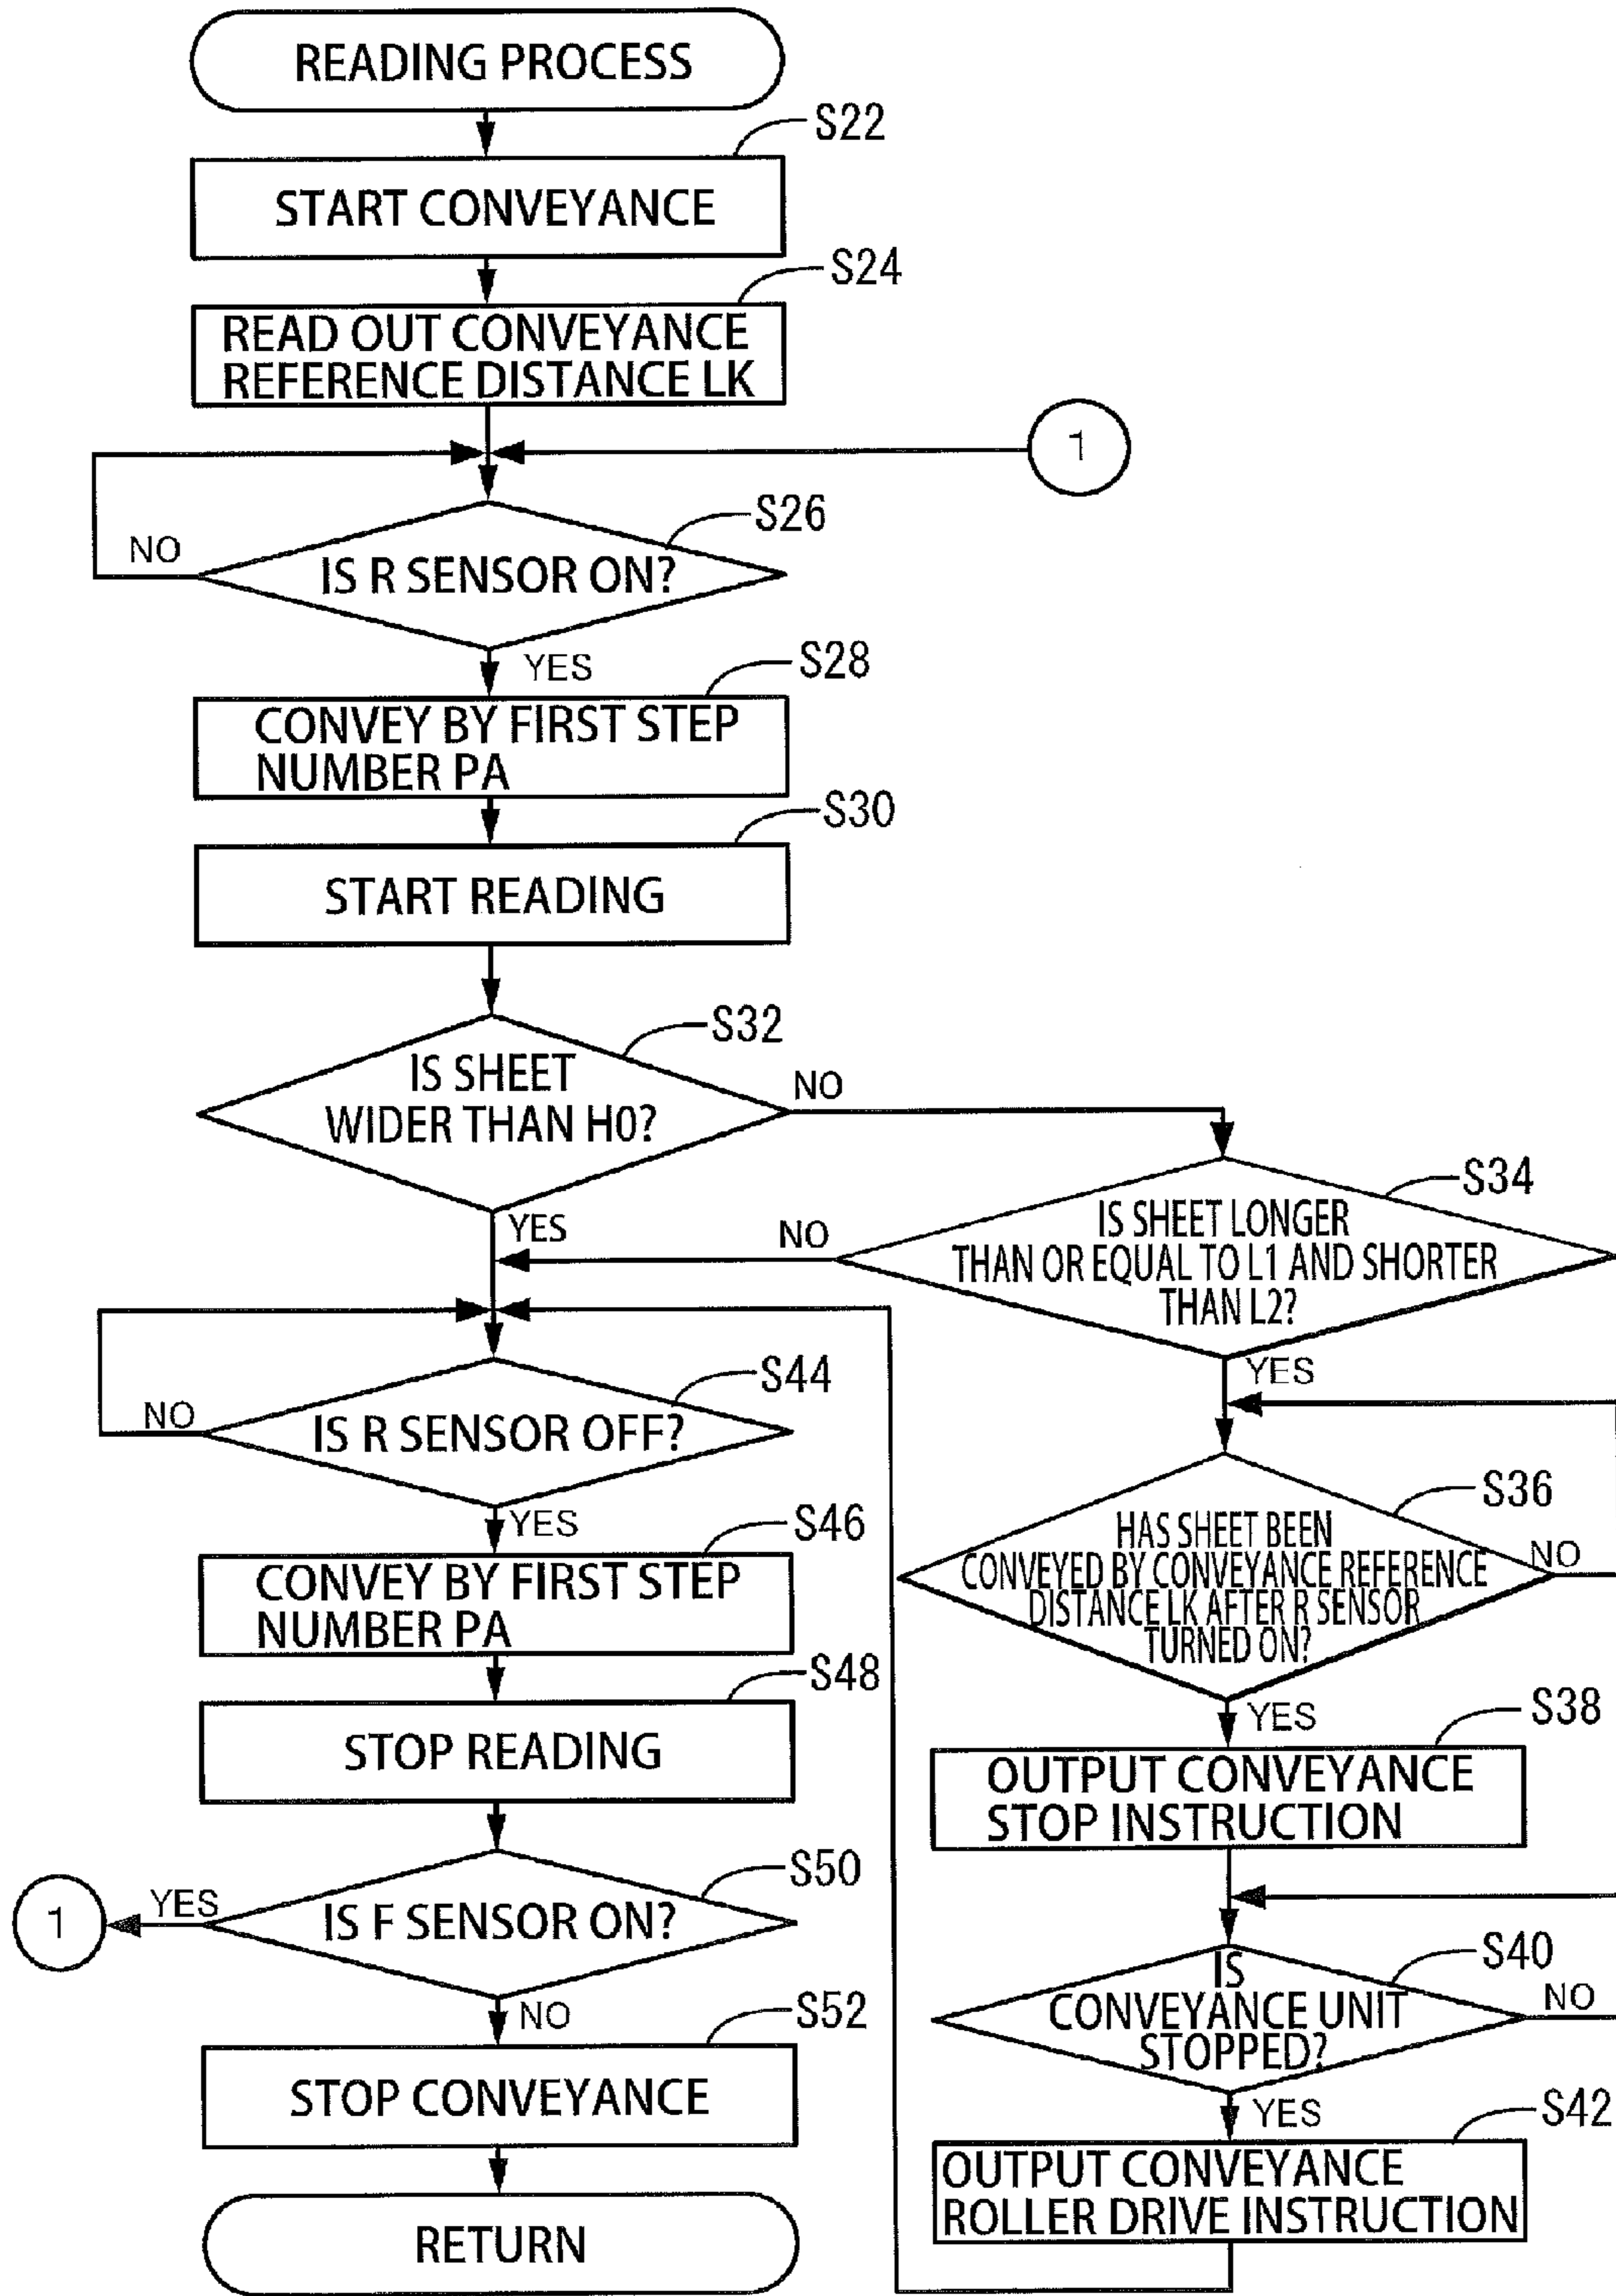 READING PROCESS
S22
START CONVEYANCE
S24
READ OUT CONVEYANCE
REFERENCE DISTANCE LK
1
S26
NO
IS R SENSOR ON?
YES
S28
CONVEY BY FIRST STEP
NUMBER PA
S30
START READING
S32
IS SHEET
WIDER THAN H0?
NO
YES
S34
IS SHEET LONGER
THAN OR EQUAL TO L1 AND SHORTER
THAN L2?
NO
YES
S36
HAS SHEET BEEN
CONVEYED BY CONVEYANCE REFERENCE
DISTANCE LK AFTER R SENSOR
TURNED ON?
NO
YES
S38
OUTPUT CONVEYANCE
STOP INSTRUCTION
S40
IS
CONVEYANCE UNIT
STOPPED?
NO
YES
S42
OUTPUT CONVEYANCE
ROLLER DRIVE INSTRUCTION
S44
NO
IS R SENSOR OFF?
YES
S46
CONVEY BY FIRST STEP
NUMBER PA
S48
STOP READING
S50
1
YES
IS F SENSOR ON?
NO
S52
STOP CONVEYANCE
RETURN